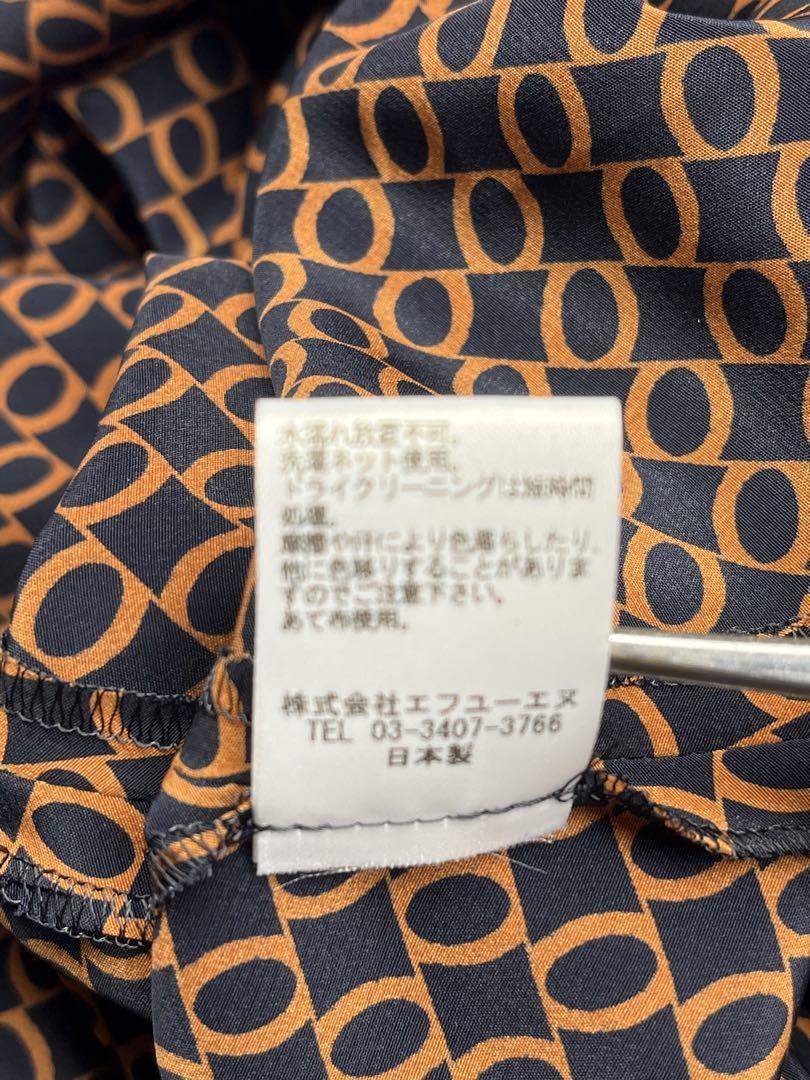 水濡れ放置不可。
洗濯ネット使用。
ドライクリーニングは短時間
処理。
摩擦や汗により色落ちしたり、
他に色移りすることがありま
すのでご注意下さい。
あて布使用。
株式会社エフユーエヌ
TEL 03-3407-3766
日本製